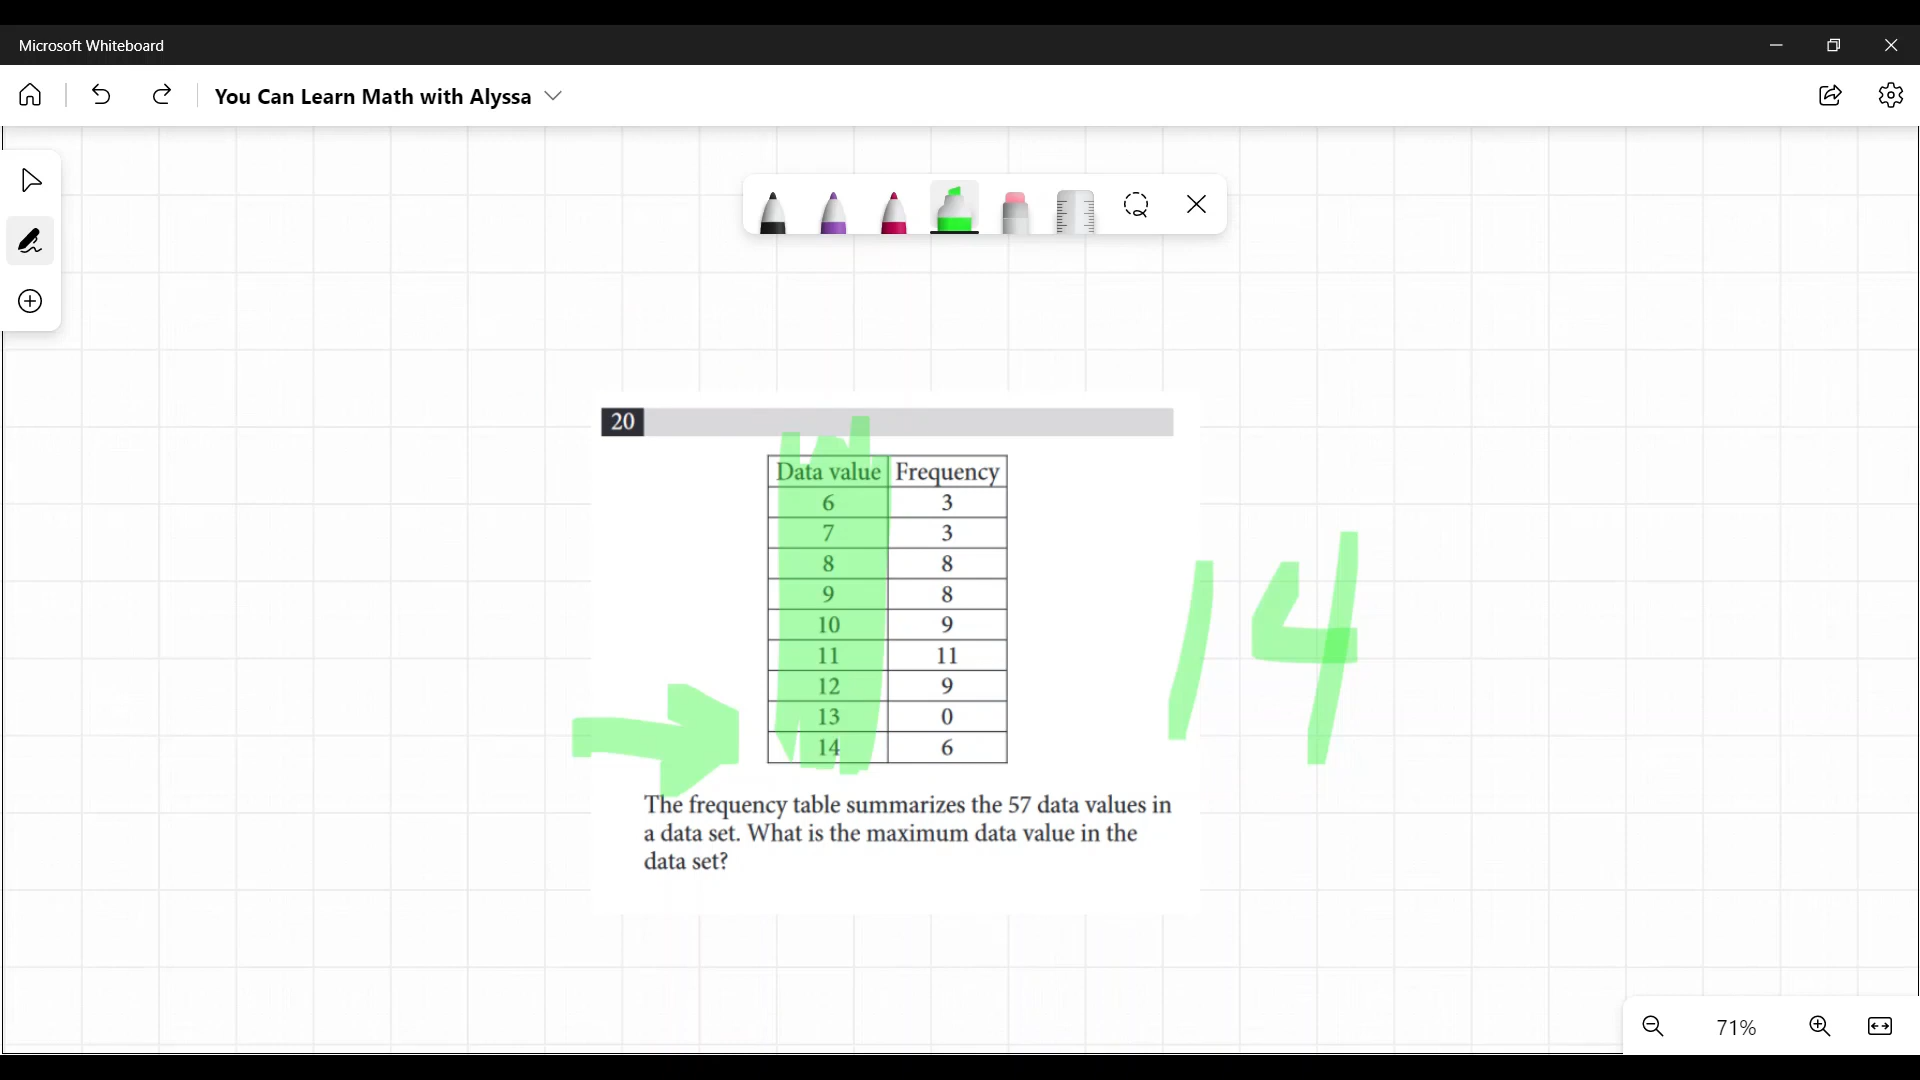 Microsoft Whiteboard
You Can Learn Math with Alyssa
20
Data value Frequency
6 3
7 3
8 8
9 8
10 9
11 11
12 9
13 0
14 6
14
The frequency table summarizes the 57 data values in
a data set. What is the maximum data value in the
data set?
71%